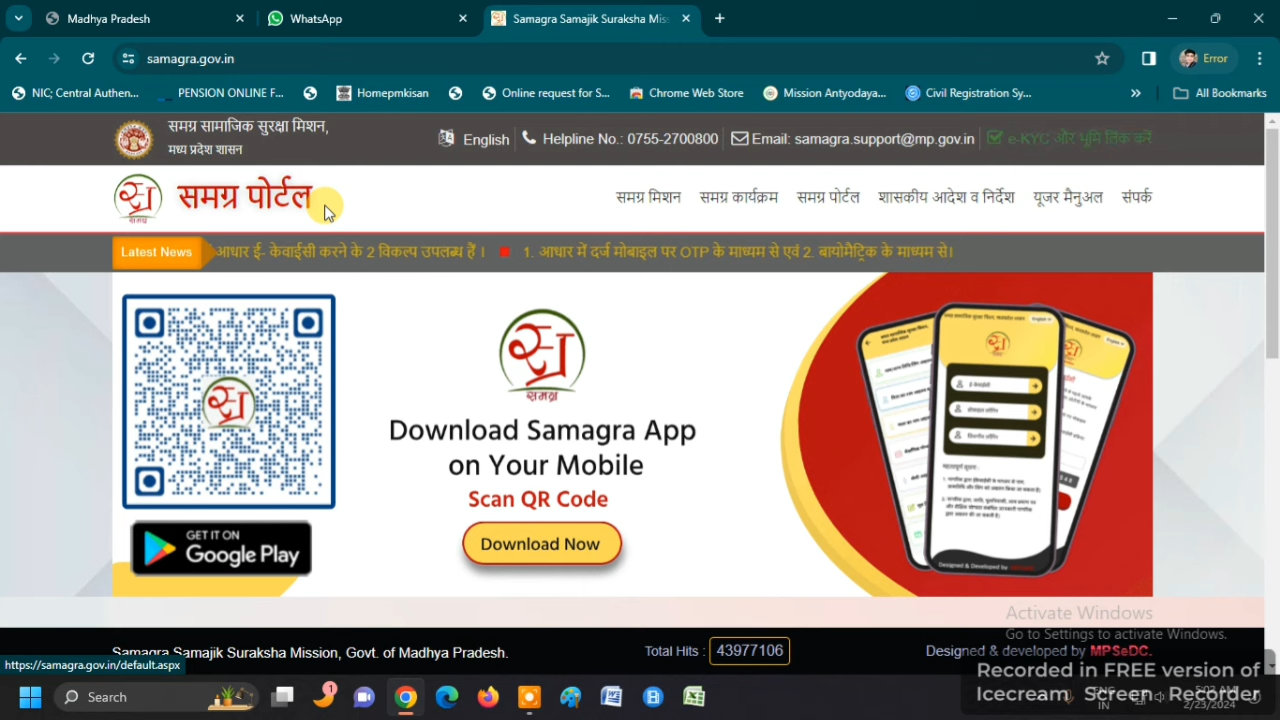 Madhya Pradesh
WhatsApp
Samagra Samajik Suraksha Mis
samagra.gov.in
Error
NIC; Central Authen...
PENSION ONLINE F...
Homepmkisan
Online request for S...
Chrome Web Store
Mission Antyodaya...
Civil Registration Sy...
»
All Bookmarks
समग्र सामाजिक सुरक्षा मिशन,
मध्य प्रदेश शासन
English
Helpline No.: 0755-2700800
Email: samagra.support@mp.gov.in
e-KYC और भूमि लिंक करें
समग्र
समग्र पोर्टल
समग्र मिशन
समग्र कार्यक्रम
समग्र पोर्टल
शासकीय आदेश व निर्देश
यूजर मैनुअल
संपर्क
Latest News
आधार ई- केवाईसी करने के 2 विकल्प उपलब्ध हैं । 1. आधार में दर्ज मोबाइल पर OTP के माध्यम से एवं 2. बायोमैट्रिक के माध्यम से।
समग्र
Download Samagra App
on Your Mobile
Scan QR Code
Download Now
GET IT ON
Google Play
Activate Windows
Go to Settings to activate Windows.
Samagra Samajik Suraksha Mission, Govt. of Madhya Pradesh.
Total Hits : 43977106
Designed & developed by MPSeDC.
https://samagra.gov.in/default.aspx
Recorded in FREE version of
Icecream Screen Recorder
Search
1
ENG
IN
5:02 AM
2/23/2024